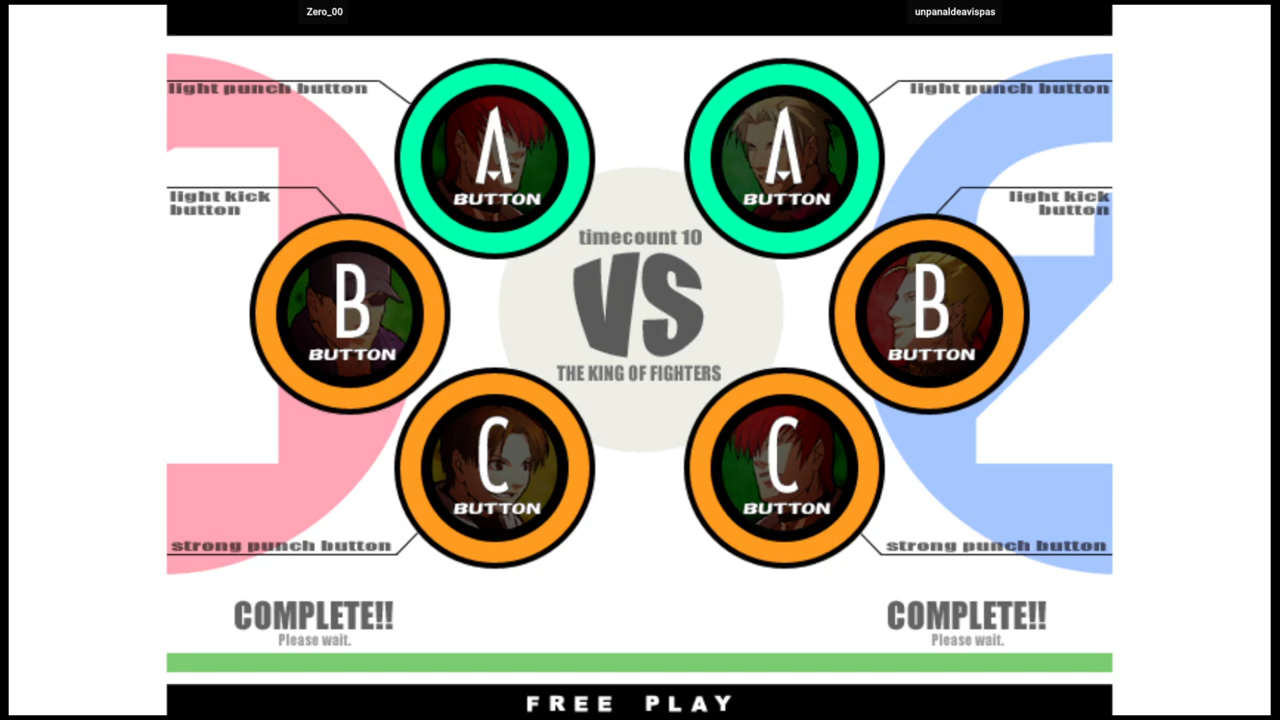 Zero_00
unpanaldeavispas
light punch button
A
BUTTON
A
BUTTON
light punch button
light kick
button
B
BUTTON
timecount 10
VS
THE KING OF FIGHTERS
B
BUTTON
light kick
button
C
BUTTON
C
BUTTON
strong punch button
strong punch button
1
2
COMPLETE!!
Please wait.
COMPLETE!!
Please wait.
FREE PLAY